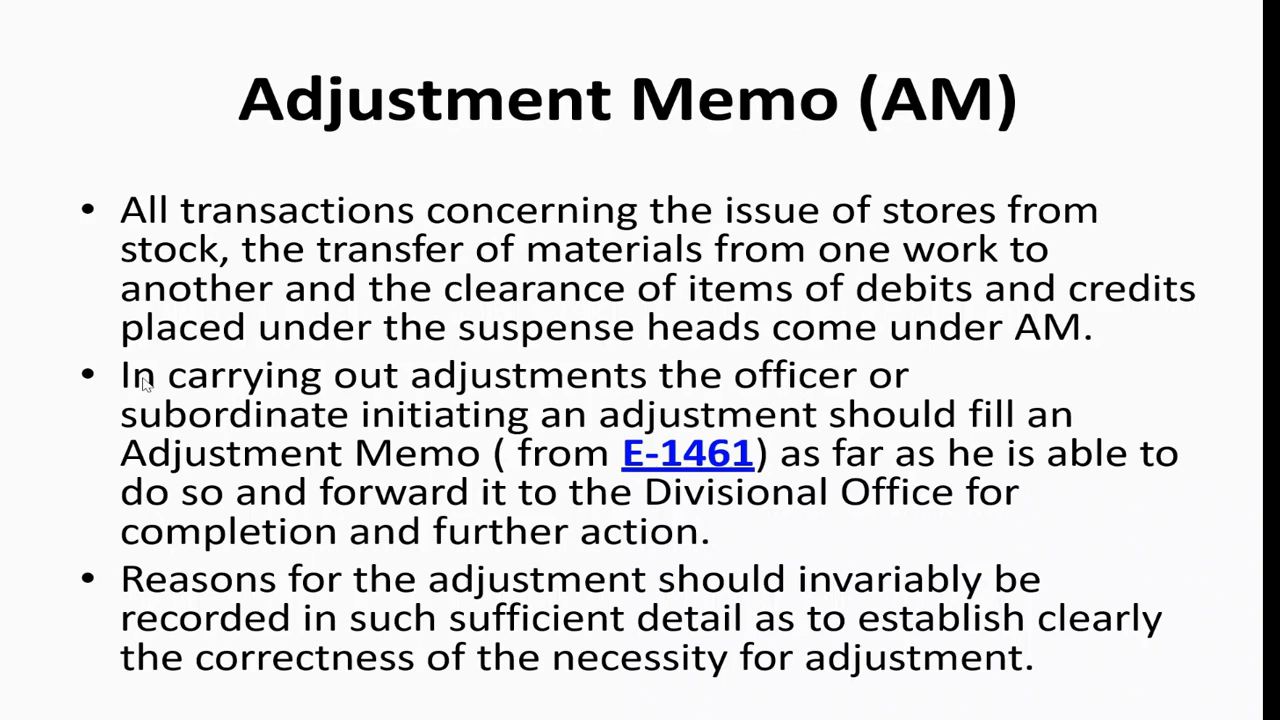 Adjustment Memo (AM)
• All transactions concerning the issue of stores from
stock, the transfer of materials from one work to
another and the clearance of items of debits and credits
placed under the suspense heads come under AM.
• In carrying out adjustments the officer or
subordinate initiating an adjustment should fill an
Adjustment Memo ( from E-1461) as far as he is able to
do so and forward it to the Divisional Office for
completion and further action.
• Reasons for the adjustment should invariably be
recorded in such sufficient detail as to establish clearly
the correctness of the necessity for adjustment.